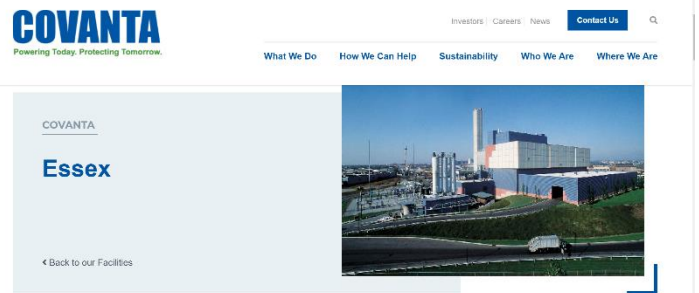 COVANTA
Powering Today. Protecting Tomorrow.
Investors Careers News Contact Us
What We Do How We Can Help Sustainability Who We Are Where We Are
COVANTA
Essex
Back to our Facilities